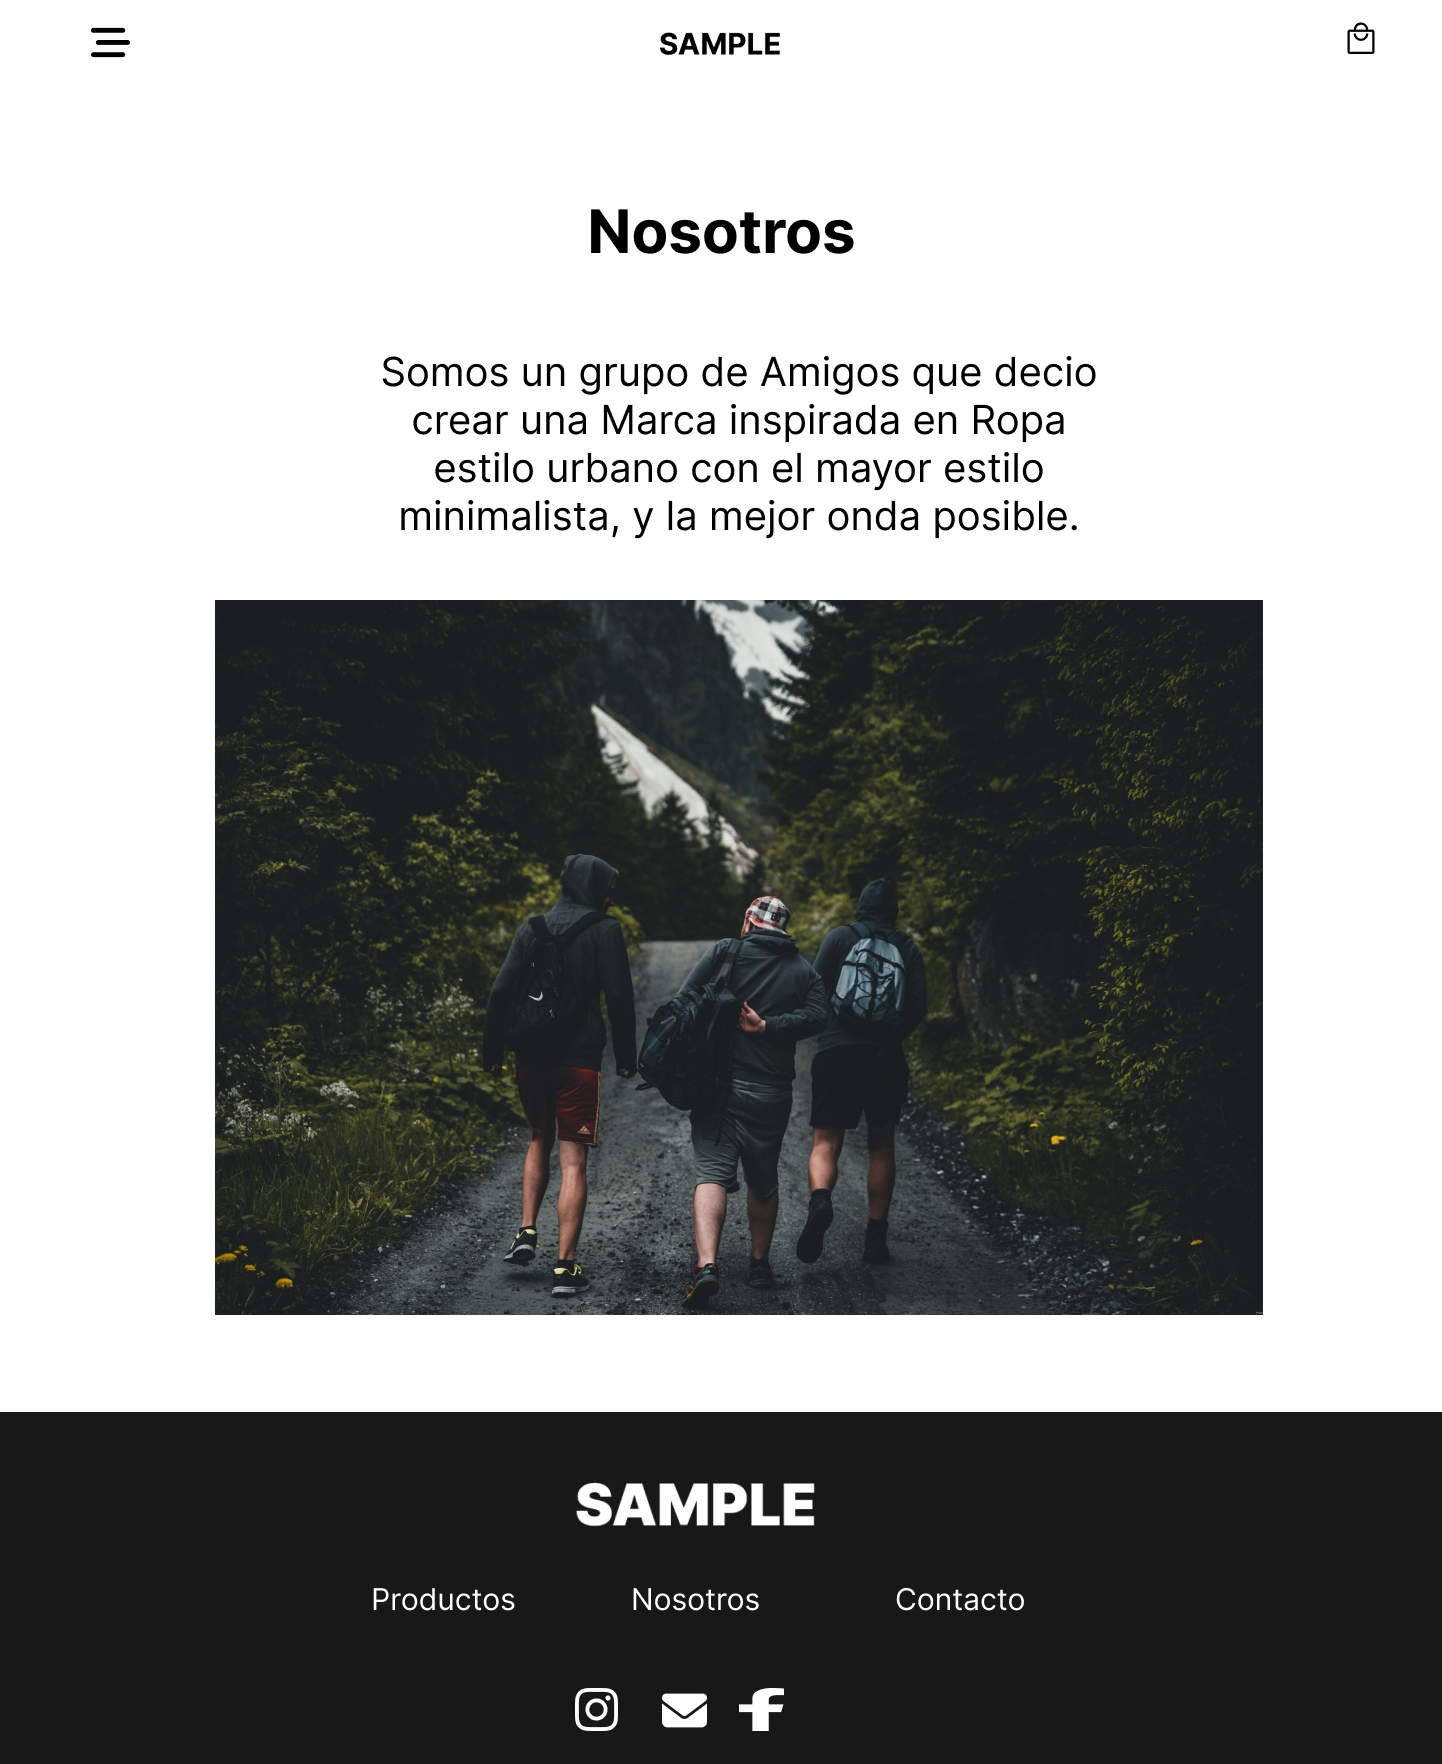 SAMPLE
Nosotros
Somos un grupo de Amigos que decio
crear una Marca inspirada en Ropa
estilo urbano con el mayor estilo
minimalista, y la mejor onda posible.
SAMPLE
Productos Nosotros Contacto